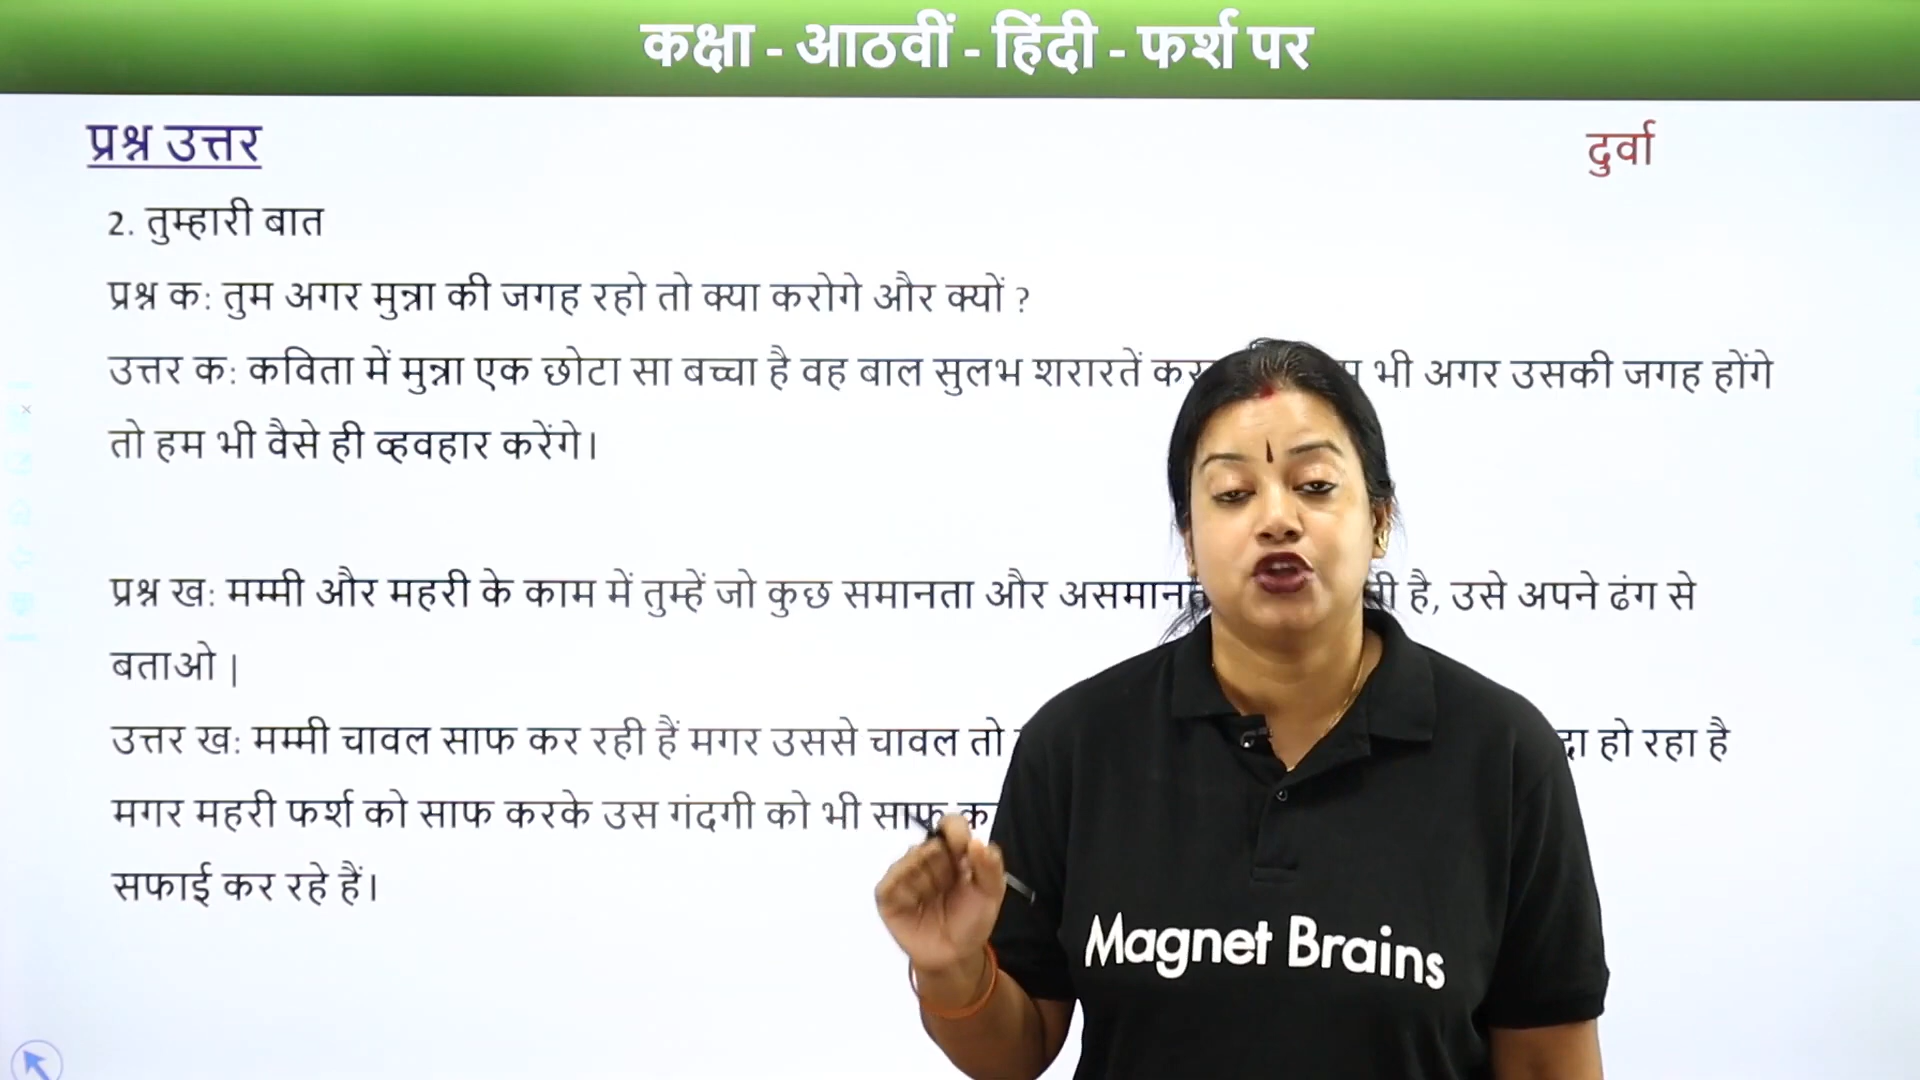 कक्षा - आठवीं - हिंदी - फर्श पर
प्रश्न उत्तर
दुर्वा
2. तुम्हारी बात
प्रश्न क: तुम अगर मुन्ना की जगह रहो तो क्या करोगे और क्यों ?
उत्तर क: कविता में मुन्ना एक छोटा सा बच्चा है वह बाल सुलभ शरारतें भी अगर उसकी जगह होंगे
तो हम भी वैसे ही व्हवहार करेंगे।
प्रश्न ख: मम्मी और महरी के काम में तुम्हें जो कुछ समानता और है, उसे अपने ढंग से
बताओ |
उत्तर ख: मम्मी चावल साफ कर रही हैं मगर उससे चावल तो हो रहा है
मगर महरी फर्श को साफ करके उस गंदगी को भी साफ
सफाई कर रहे हैं।
Magnet Brains